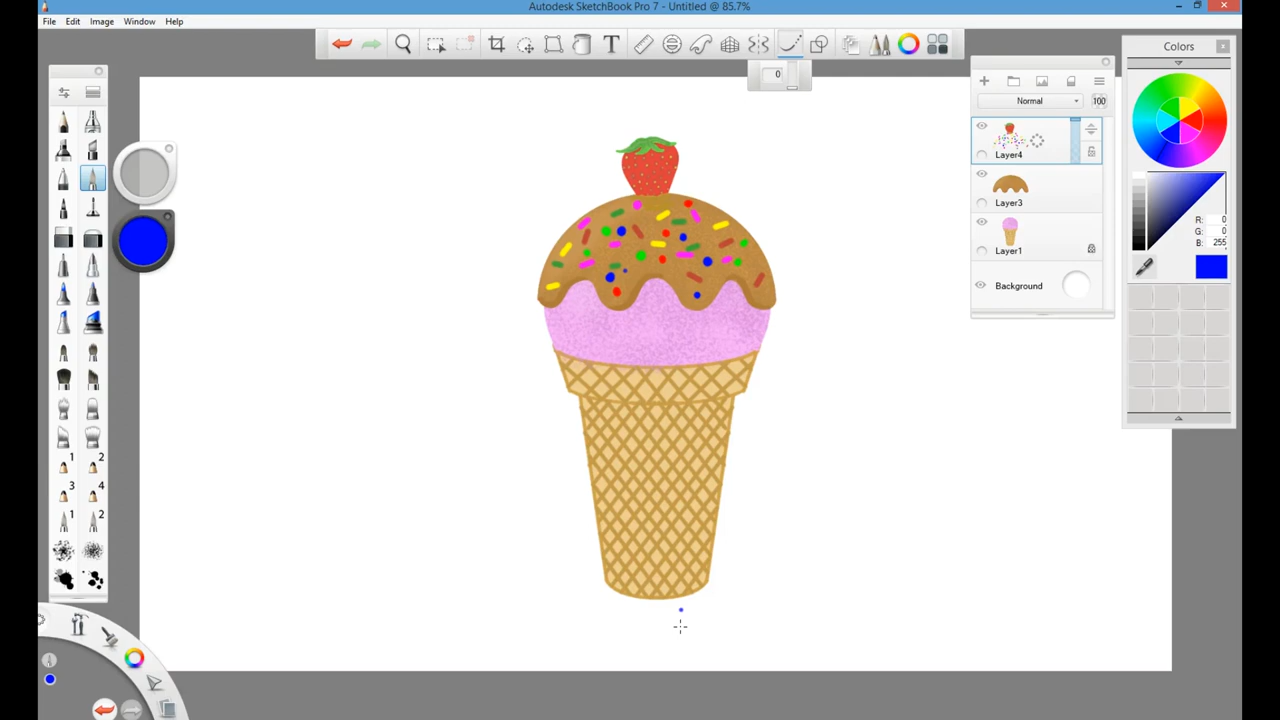 Autodesk SketchBook Pro 7 - Untitled @ 85.7%
File Edit Image Window Help
T
0
Colors
Normal 100
Layer4
Layer3
Layer1
Background
R: 0
G: 0
B: 255
1 2
3 4
1 2